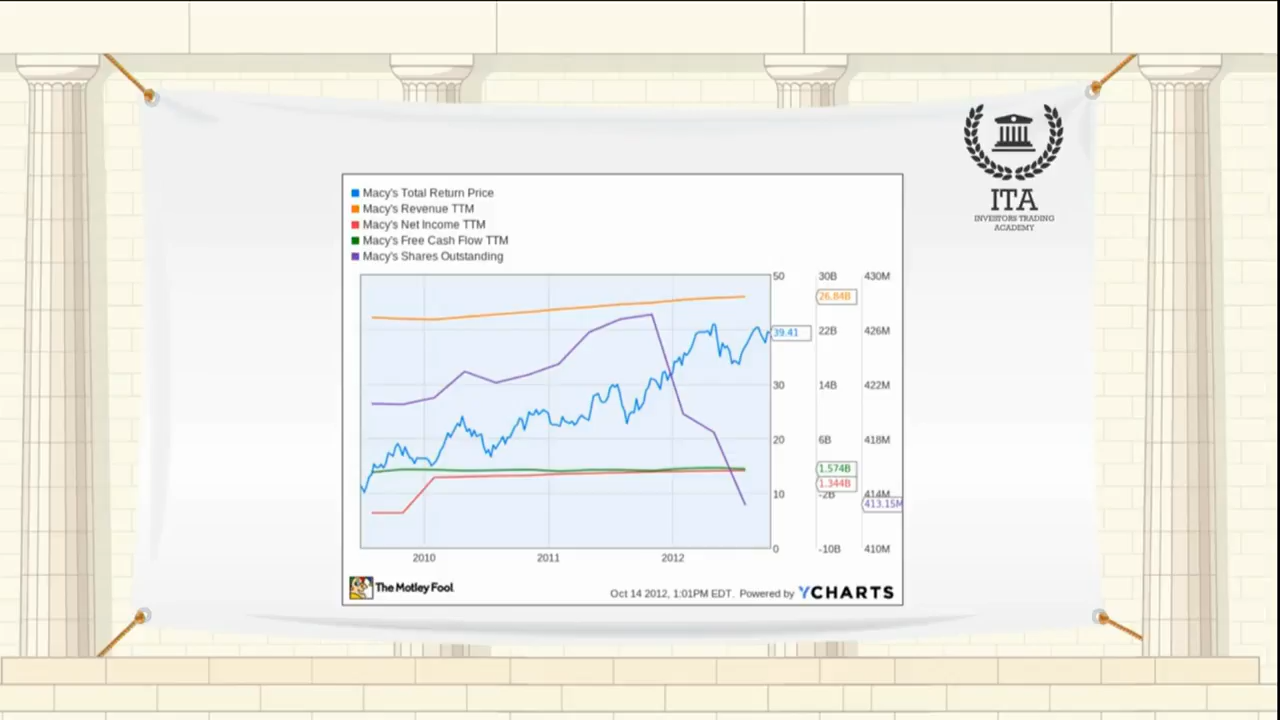 ITA
INVESTORS TRADING
ACADEMY
Macy's Total Return Price
Macy's Revenue TTM
Macy's Net Income TTM
Macy's Free Cash Flow TTM
Macy's Shares Outstanding
50 30B 430M
26.84B
39.41 22B 426M
30 14B 422M
20 6B 418M
1.574B
1.344B
10 -2B 414M
413.15M
0 -10B 410M
2010 2011 2012
The Motley Fool
Oct 14 2012, 1:01PM EDT. Powered by YCHARTS